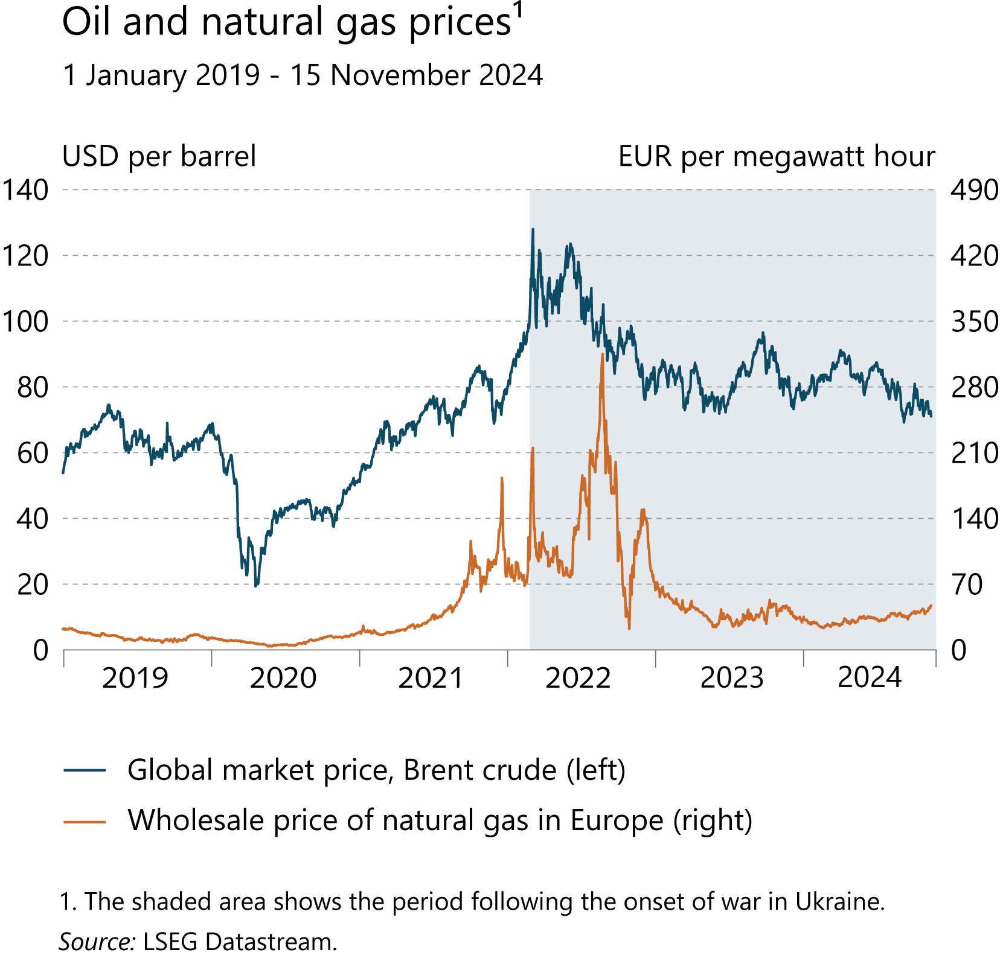 Oil and natural gas prices¹
1 January 2019 - 15 November 2024
USD per barrel EUR per megawatt hour
140 490
120 420
100 350
80 280
60 210
40 140
20 70
0 0
2019 2020 2021 2022 2023 2024
Global market price, Brent crude (left)
Wholesale price of natural gas in Europe (right)
1. The shaded area shows the period following the onset of war in Ukraine.
Source: LSEG Datastream.